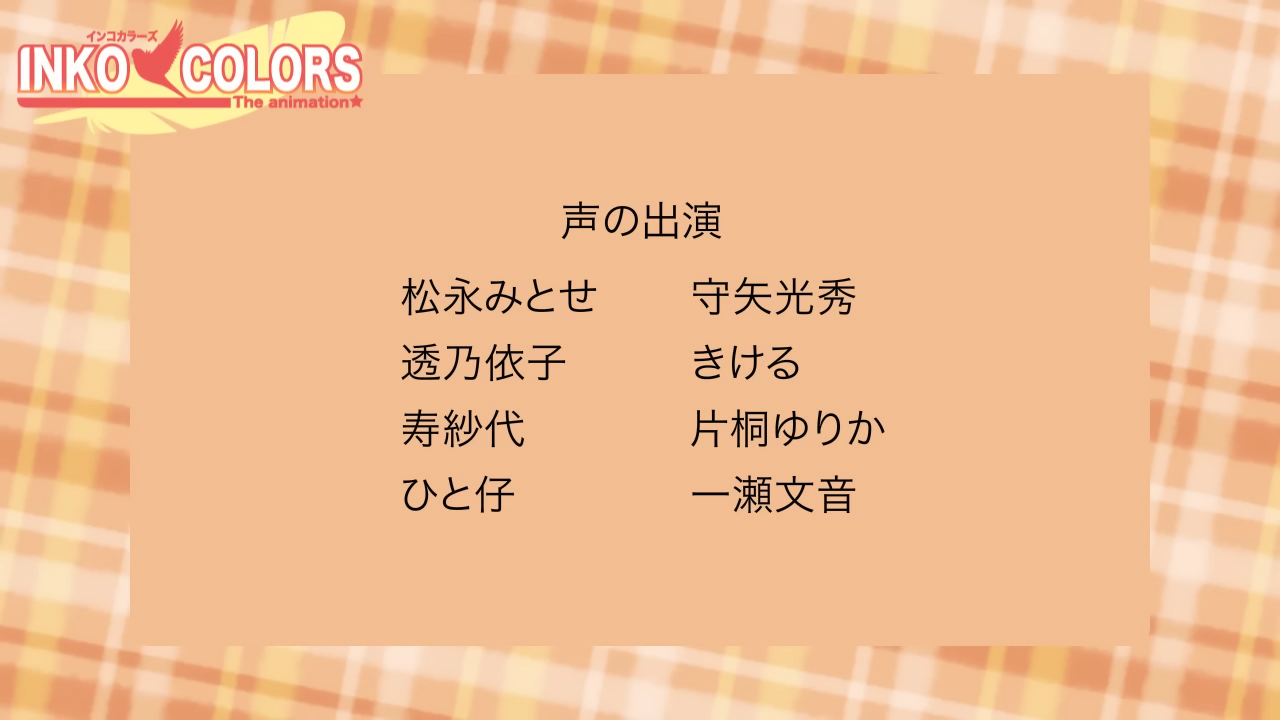 インコカラーズ
INKO COLORS
The animation★
声の出演
松永みとせ 守矢光秀
透乃依子 きける
寿紗代 片桐ゆりか
ひと仔 一瀬文音